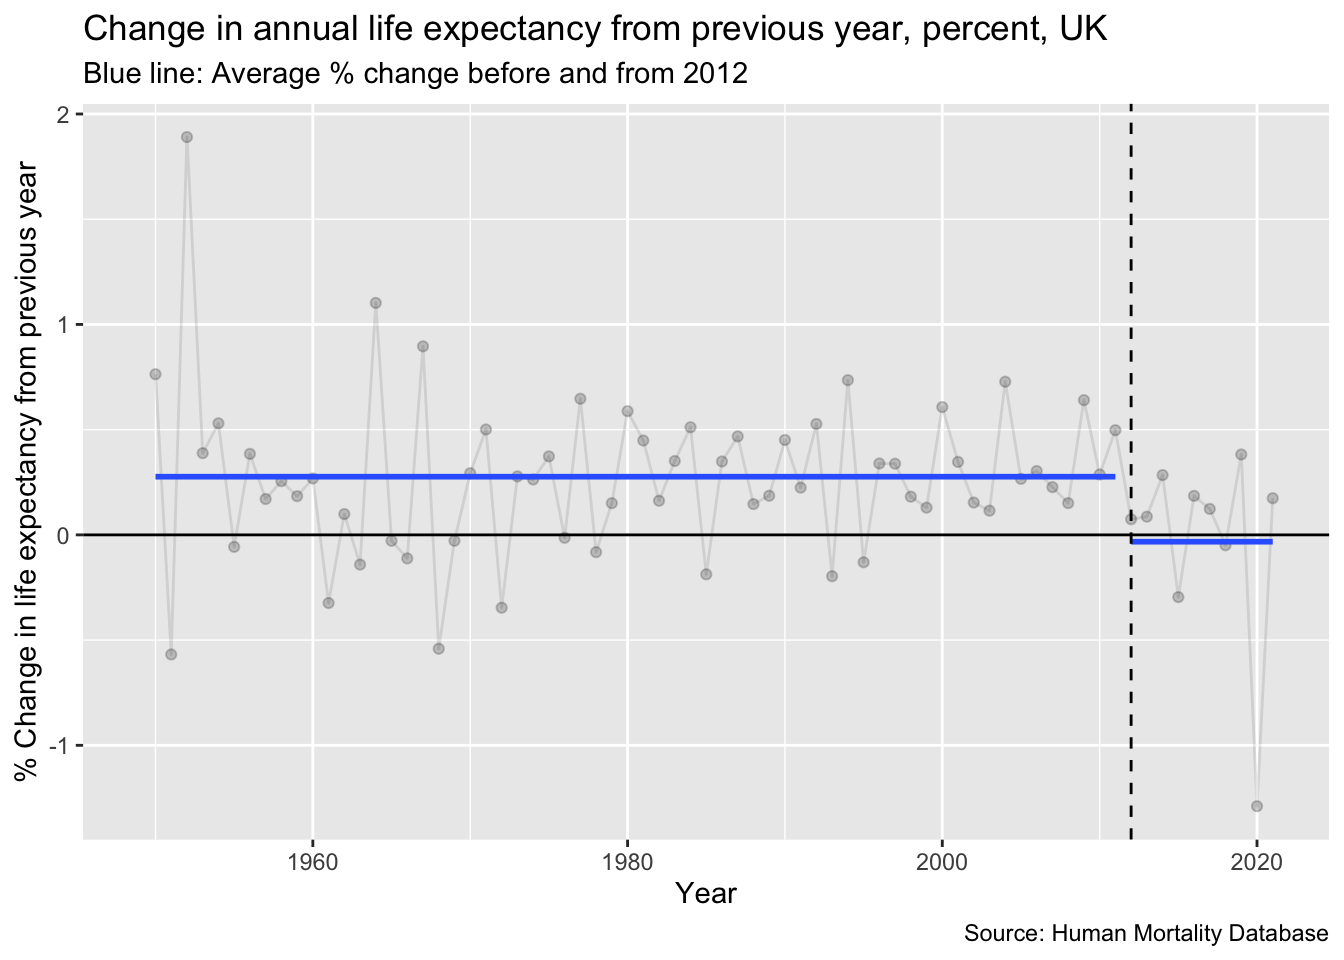 Change in annual life expectancy from previous year, percent, UK
Blue line: Average % change before and from 2012
% Change in life expectancy from previous year
2
1
0
-1
1960
1980
2000
2020
Year
Source: Human Mortality Database